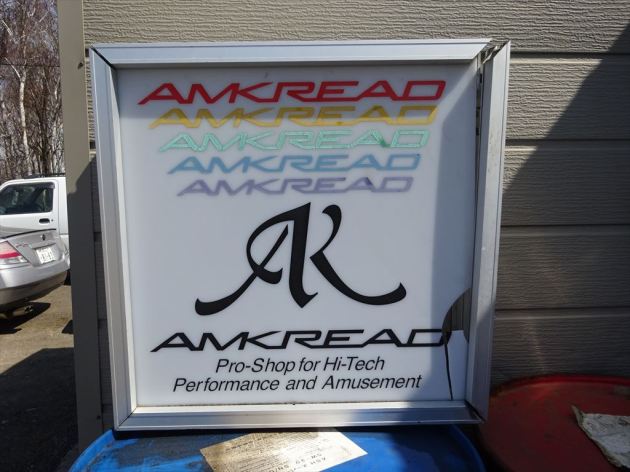 AMKREAD
AMKREAD
AMKREAD
AMKREAD
AMKREAD
AK
AMKREAD
Pro-Shop for Hi-Tech
Performance and Amusement